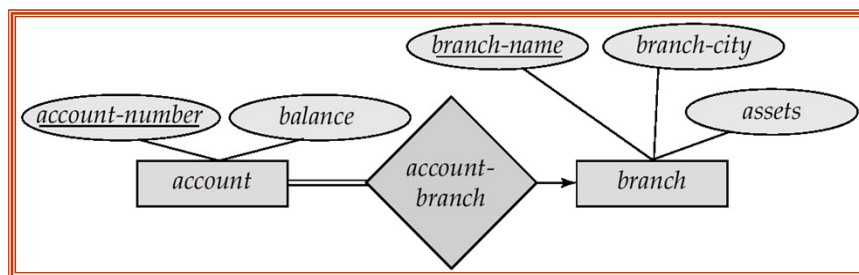 branch-name
branch-city
account-number
balance
assets
account
account-
branch
branch